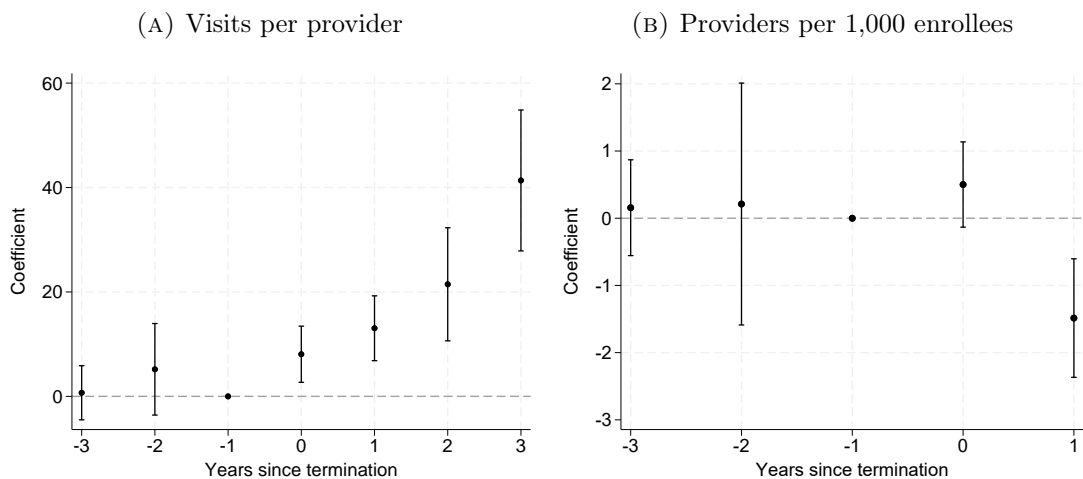 (A) Visits per provider
60
40
20
0
Coefficient
-3 -2 -1 0 1 2 3
Years since termination
(B) Providers per 1,000 enrollees
2
1
0
-1
-2
-3
Coefficient
-3 -2 -1 0 1
Years since termination